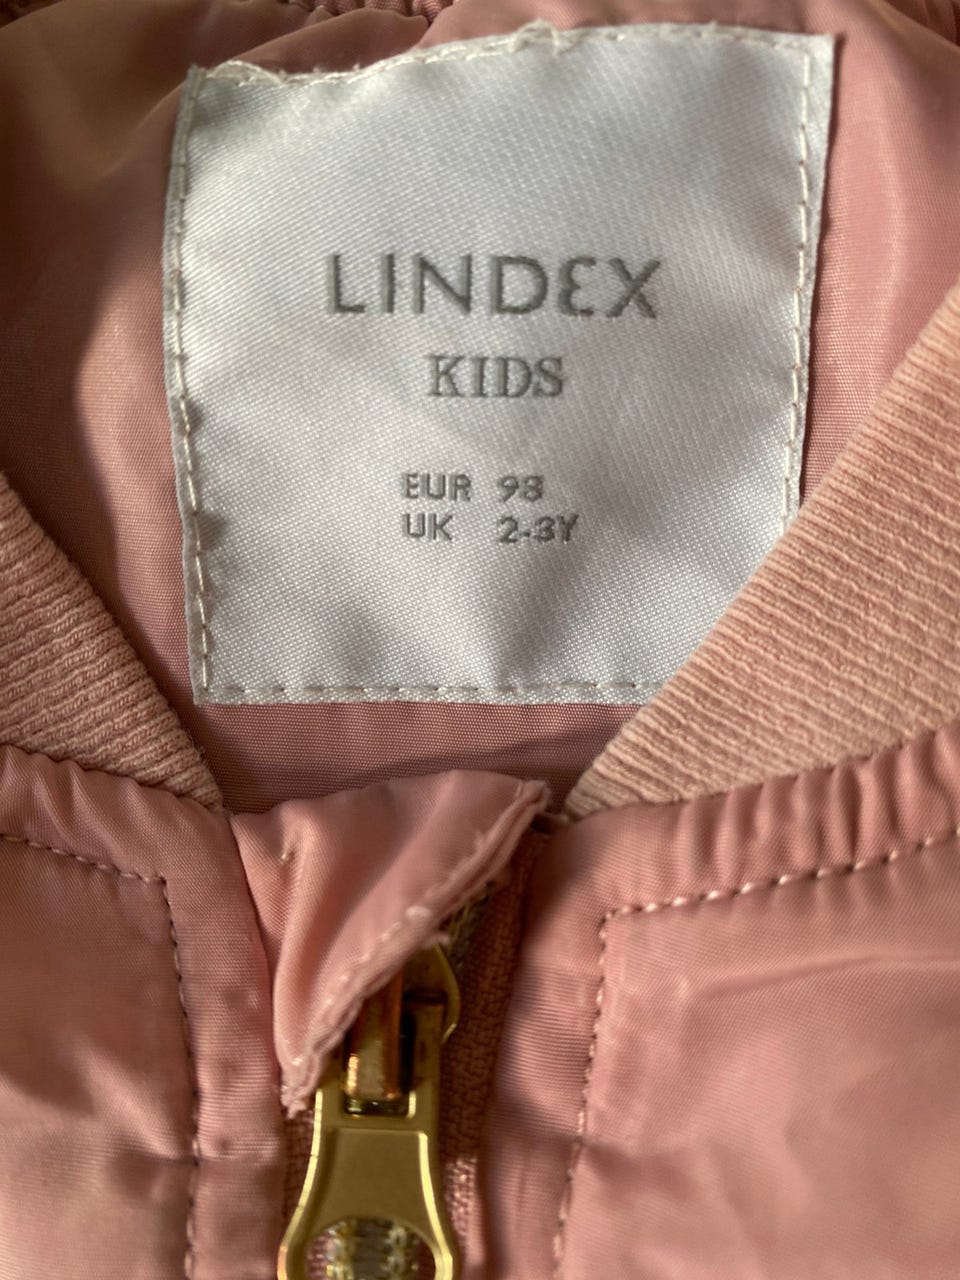 LINDEX
KIDS
EUR 98
UK 2-3Y